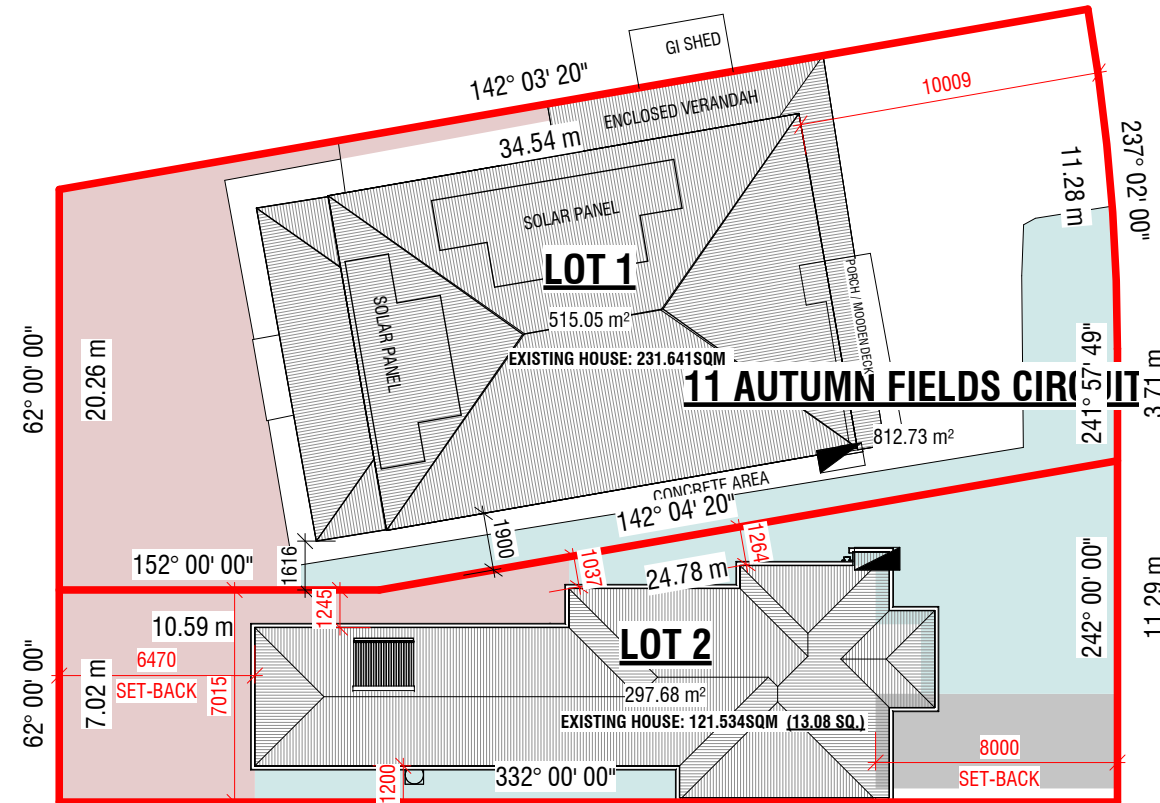 GI SHED
142° 03' 20"
10009
ENCLOSED VERANDAH
34.54 m
237° 02' 00"
11.28 m
SOLAR PANEL
LOT 1
515.05 m²
PORCH / MOODEN DECK
SOLAR PANEL
EXISTING HOUSE: 231.641SQM
62° 00' 00"
20.26 m
11 AUTUMN FIELDS CIRCUIT
241° 57' 49"
3.71 m
812.73 m²
CONCRETE AREA
142° 04' 20"
1900
1264
152° 00' 00"
1616
1037
24.78 m
242° 00' 00"
11.29 m
1245
10.59 m
LOT 2
6470
SET-BACK
7015
62° 00' 00"
7.02 m
297.68 m²
EXISTING HOUSE: 121.534SQM (13.08 SQ.)
8000
SET-BACK
1200
332° 00' 00"